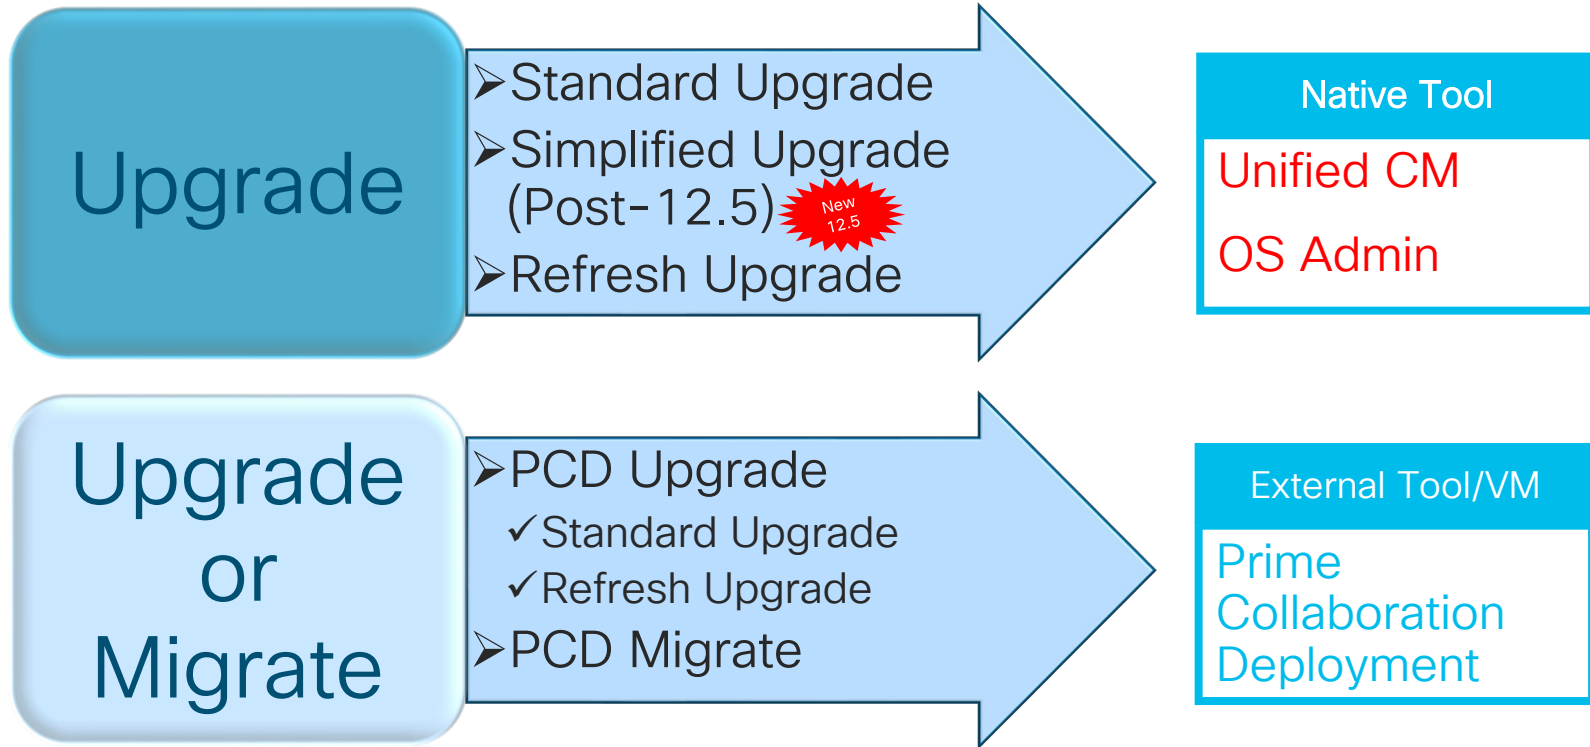 Upgrade
➢Standard Upgrade
➢Simplified Upgrade
(Post-12.5)
New
12.5
➢Refresh Upgrade
Native Tool
Unified CM
OS Admin
Upgrade
or
Migrate
➢PCD Upgrade
✓Standard Upgrade
✓Refresh Upgrade
➢PCD Migrate
External Tool/VM
Prime
Collaboration
Deployment